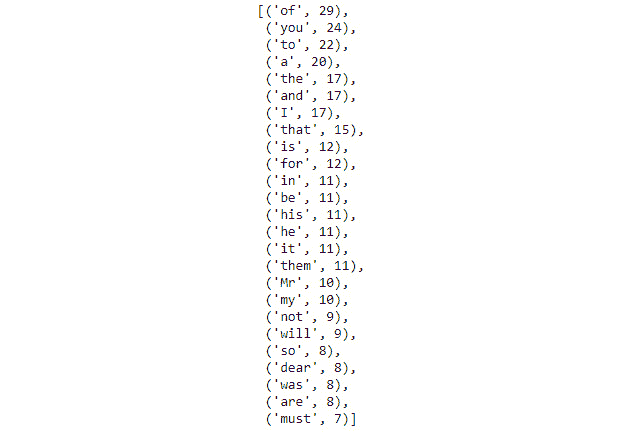 [('of', 29),
('you', 24),
('to', 22),
('a', 20),
('the', 17),
('and', 17),
('I', 17),
('that', 15),
('is', 12),
('for', 12),
('in', 11),
('be', 11),
('his', 11),
('he', 11),
('it', 11),
('them', 11),
('Mr', 10),
('my', 10),
('not', 9),
('will', 9),
('so', 8),
('dear', 8),
('was', 8),
('are', 8),
('must', 7)]